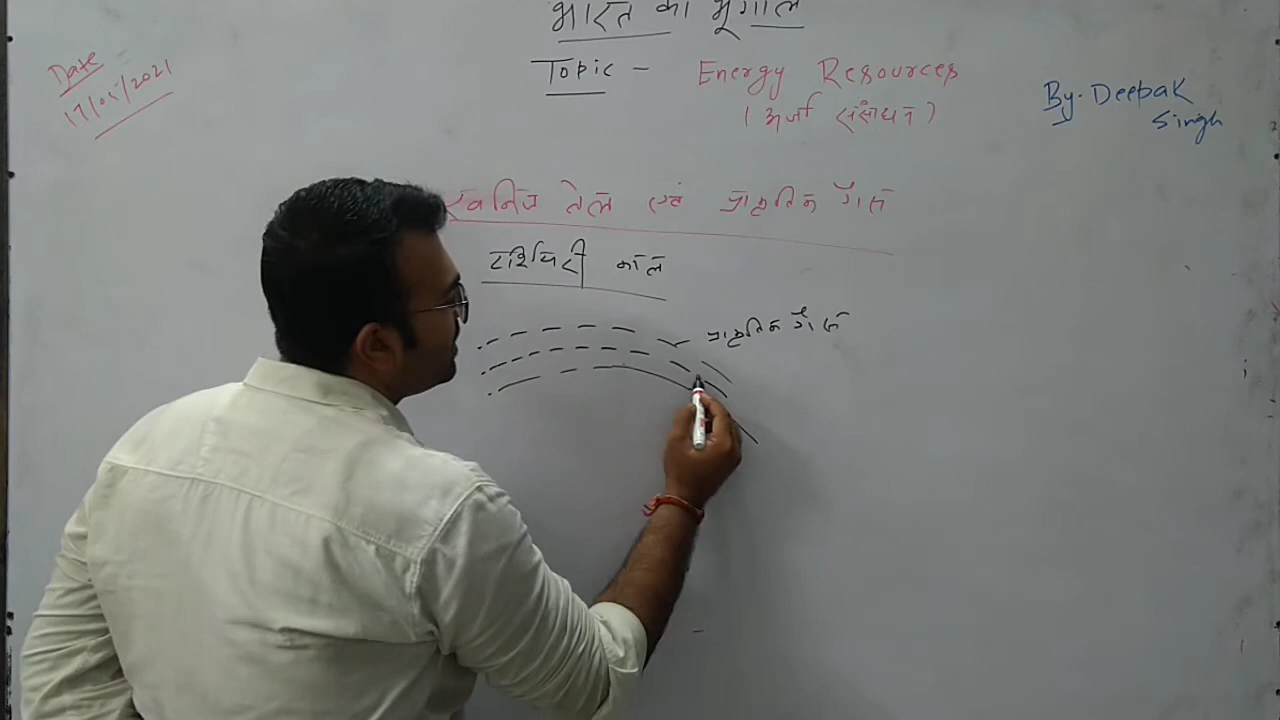 भारत का भूगोल
Date
17/05/2021
Topic - Energy Resources
(ऊर्जा संसाधन)
By. Deepak
Singh
खनिज तेल एवं प्राकृतिक गैस
टर्शियरी काल
प्राकृतिक गैस